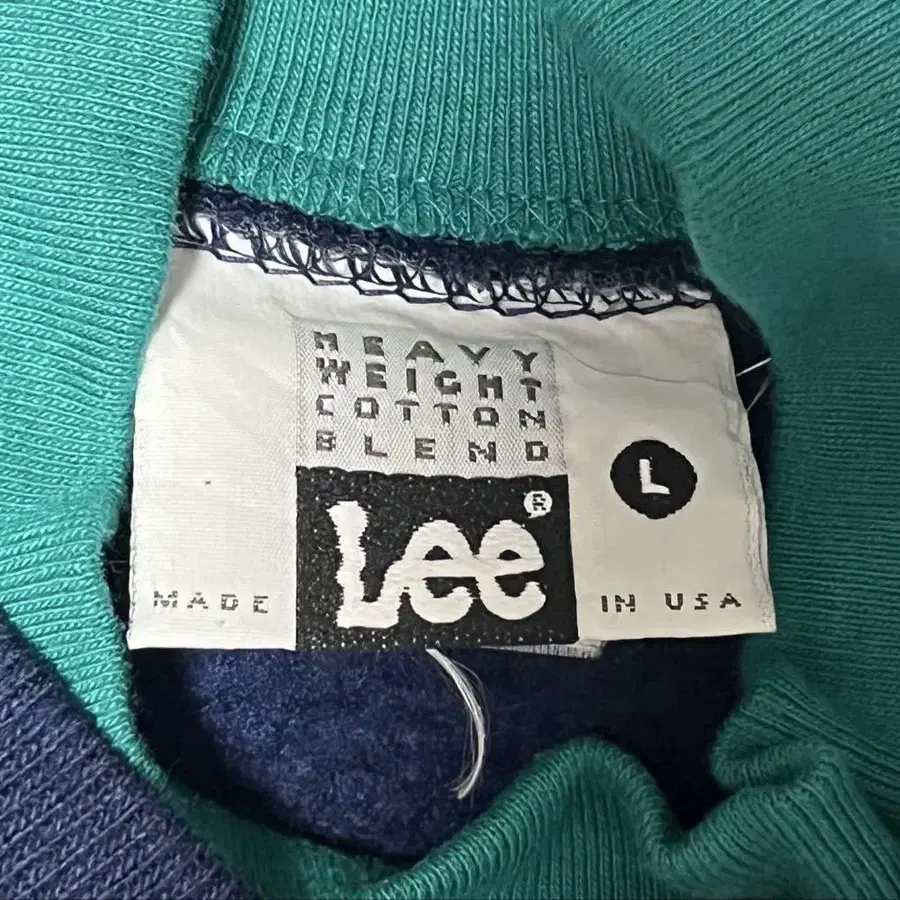 HEAVY
WEIGHT
COTTON
BLEND
Lee®
L
MADE IN USA